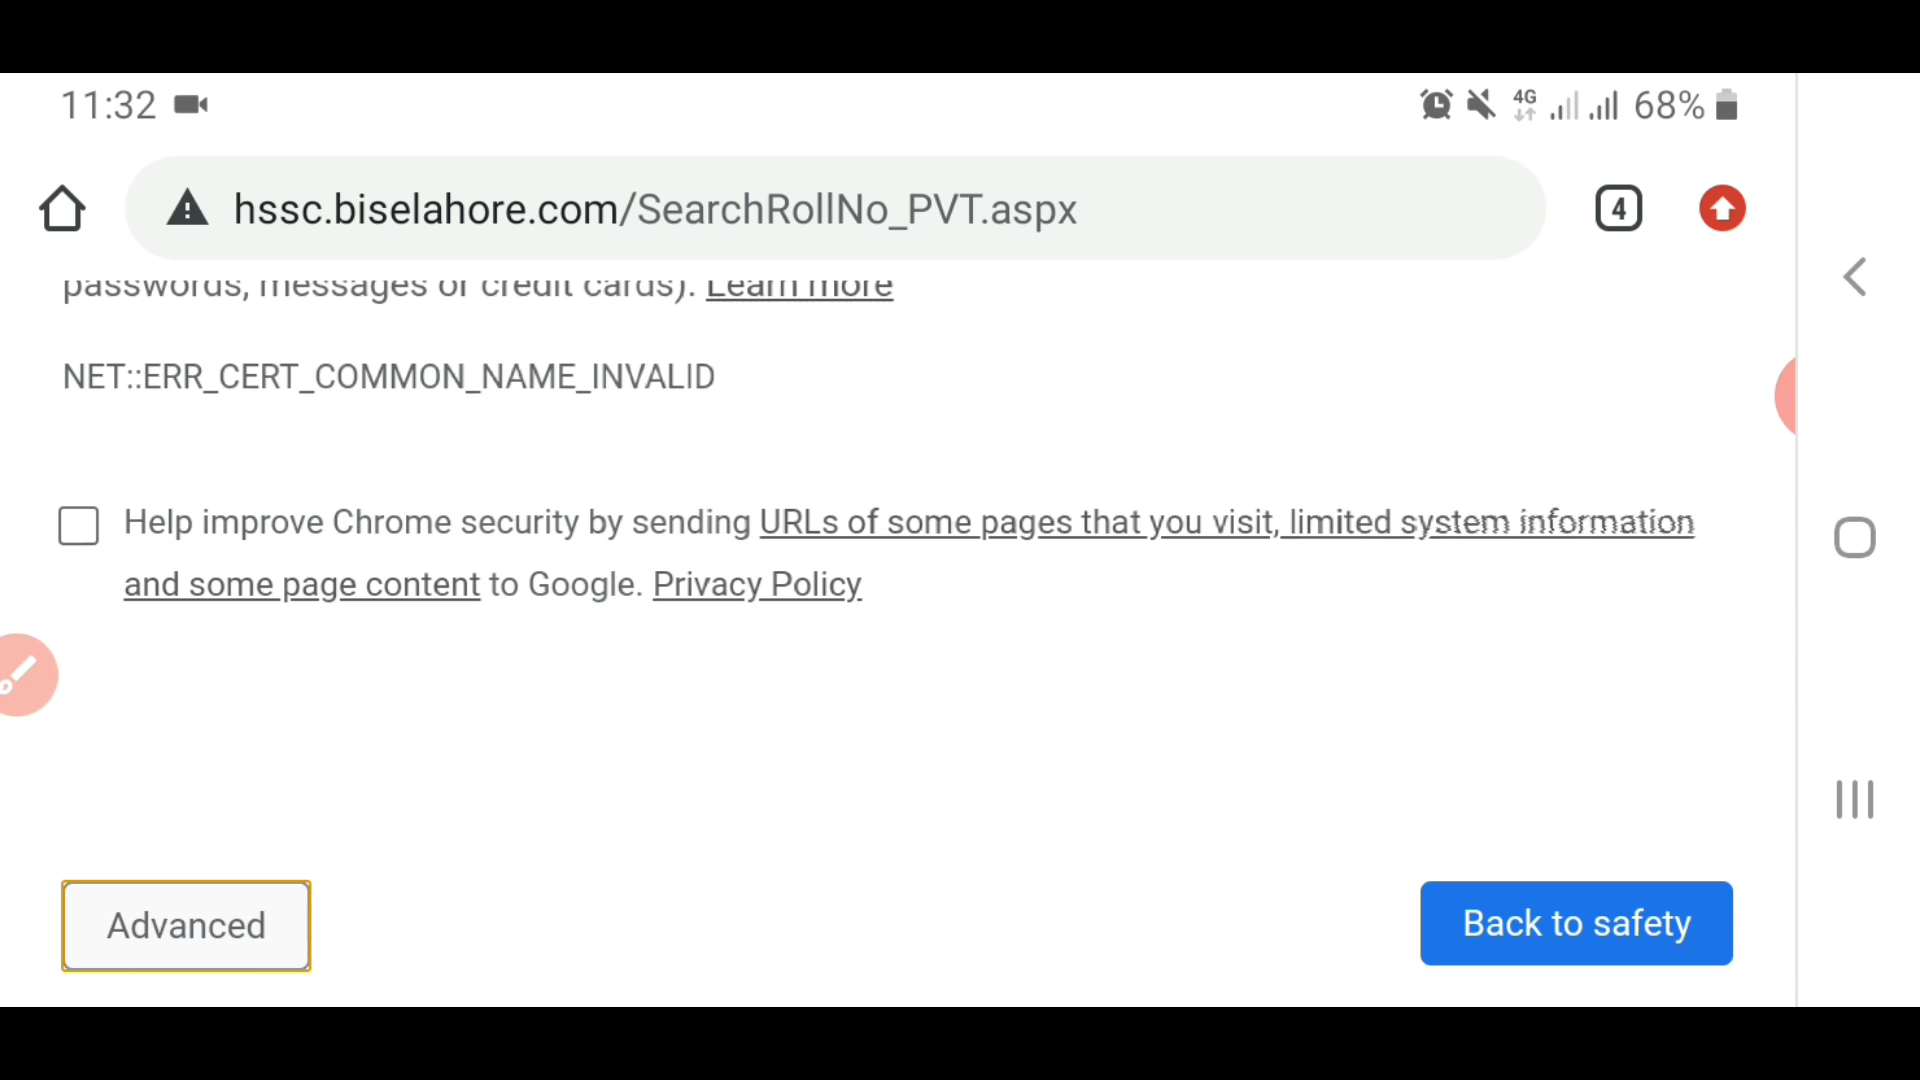 11:32
4G 68%
hssc.biselahore.com/SearchRollNo_PVT.aspx
4
passwords, messages or credit cards). Learn more
NET::ERR_CERT_COMMON_NAME_INVALID
Help improve Chrome security by sending URLs of some pages that you visit, limited system information
and some page content to Google. Privacy Policy
Advanced
Back to safety